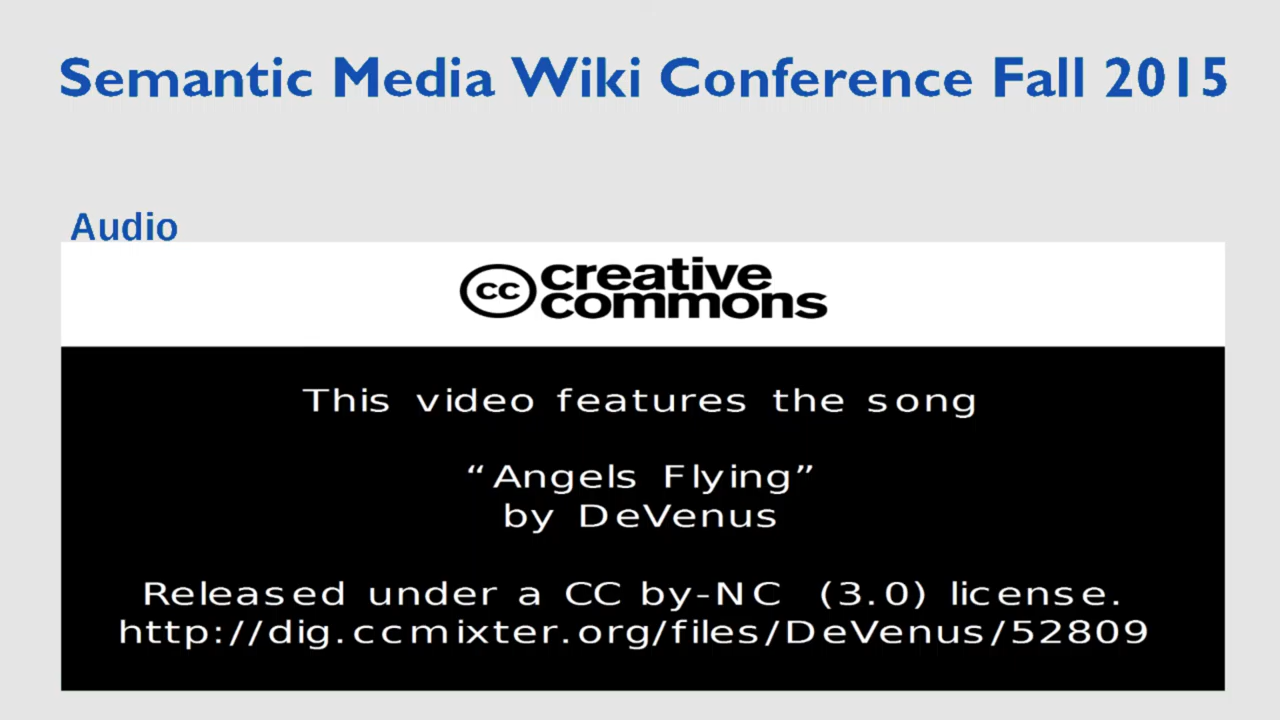 Semantic Media Wiki Conference Fall 2015
Audio
cc creative
commons
This video features the song
“Angels Flying”
by DeVenus
Released under a CC by-NC (3.0) license.
http://dig.ccmixter.org/files/DeVenus/52809